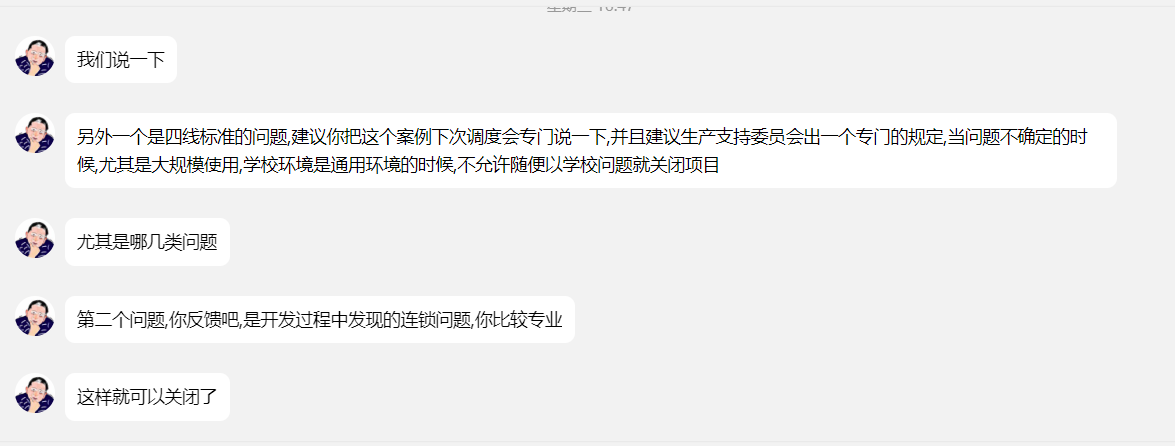 我们说一下
另外一个是四线标准的问题,建议你把这个案例下次调度会专门说一下,并且建议生产支持委员会出一个专门的规定,当问题不确定的时
候,尤其是大规模使用,学校环境是通用环境的时候,不允许随便以学校问题就关闭项目
尤其是哪几类问题
第二个问题,你反馈吧,是开发过程中发现的连锁问题,你比较专业
这样就可以关闭了